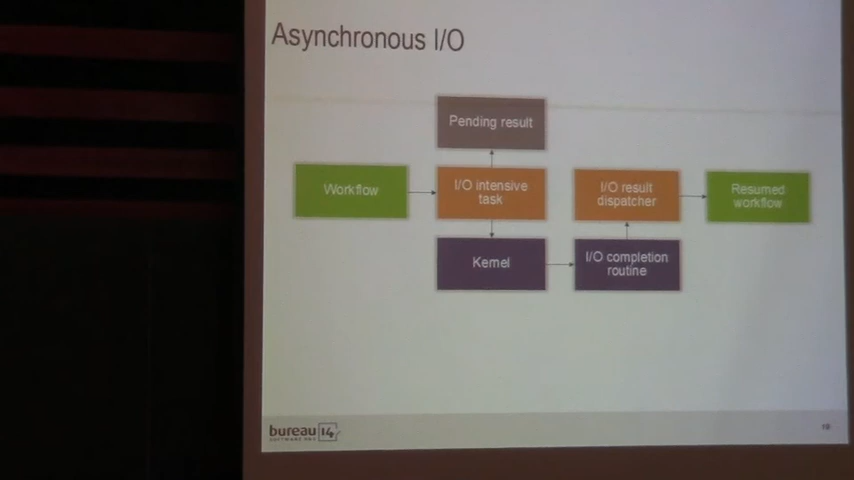 Asynchronous I/O
Pending result
Workflow
I/O intensive
task
I/O result
dispatcher
Resumed
workflow
Kernel
I/O completion
routine
bureau 14